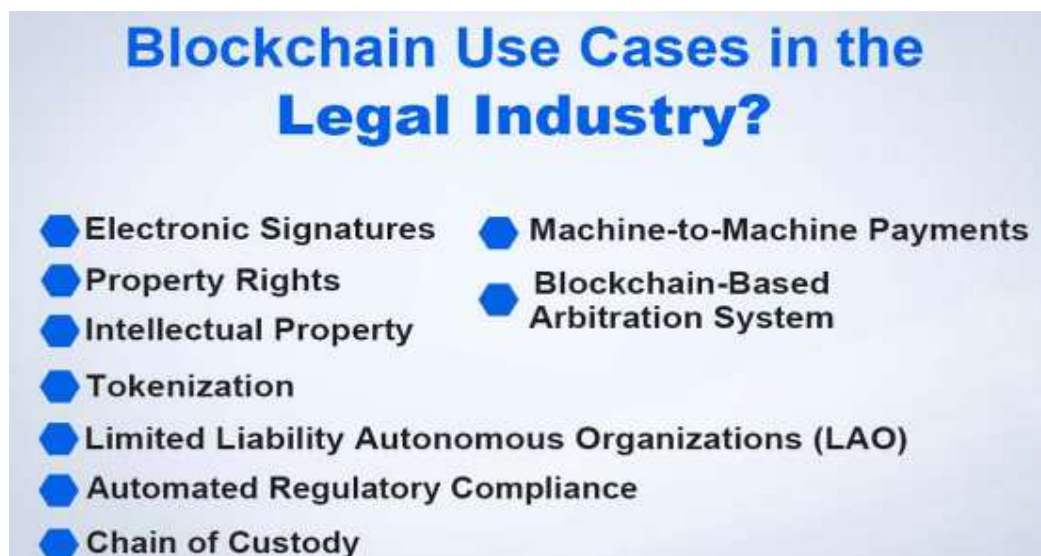 Blockchain Use Cases in the
Legal Industry?
Electronic Signatures
Property Rights
Intellectual Property
Tokenization
Limited Liability Autonomous Organizations (LAO)
Automated Regulatory Compliance
Chain of Custody
Machine-to-Machine Payments
Blockchain-Based
Arbitration System